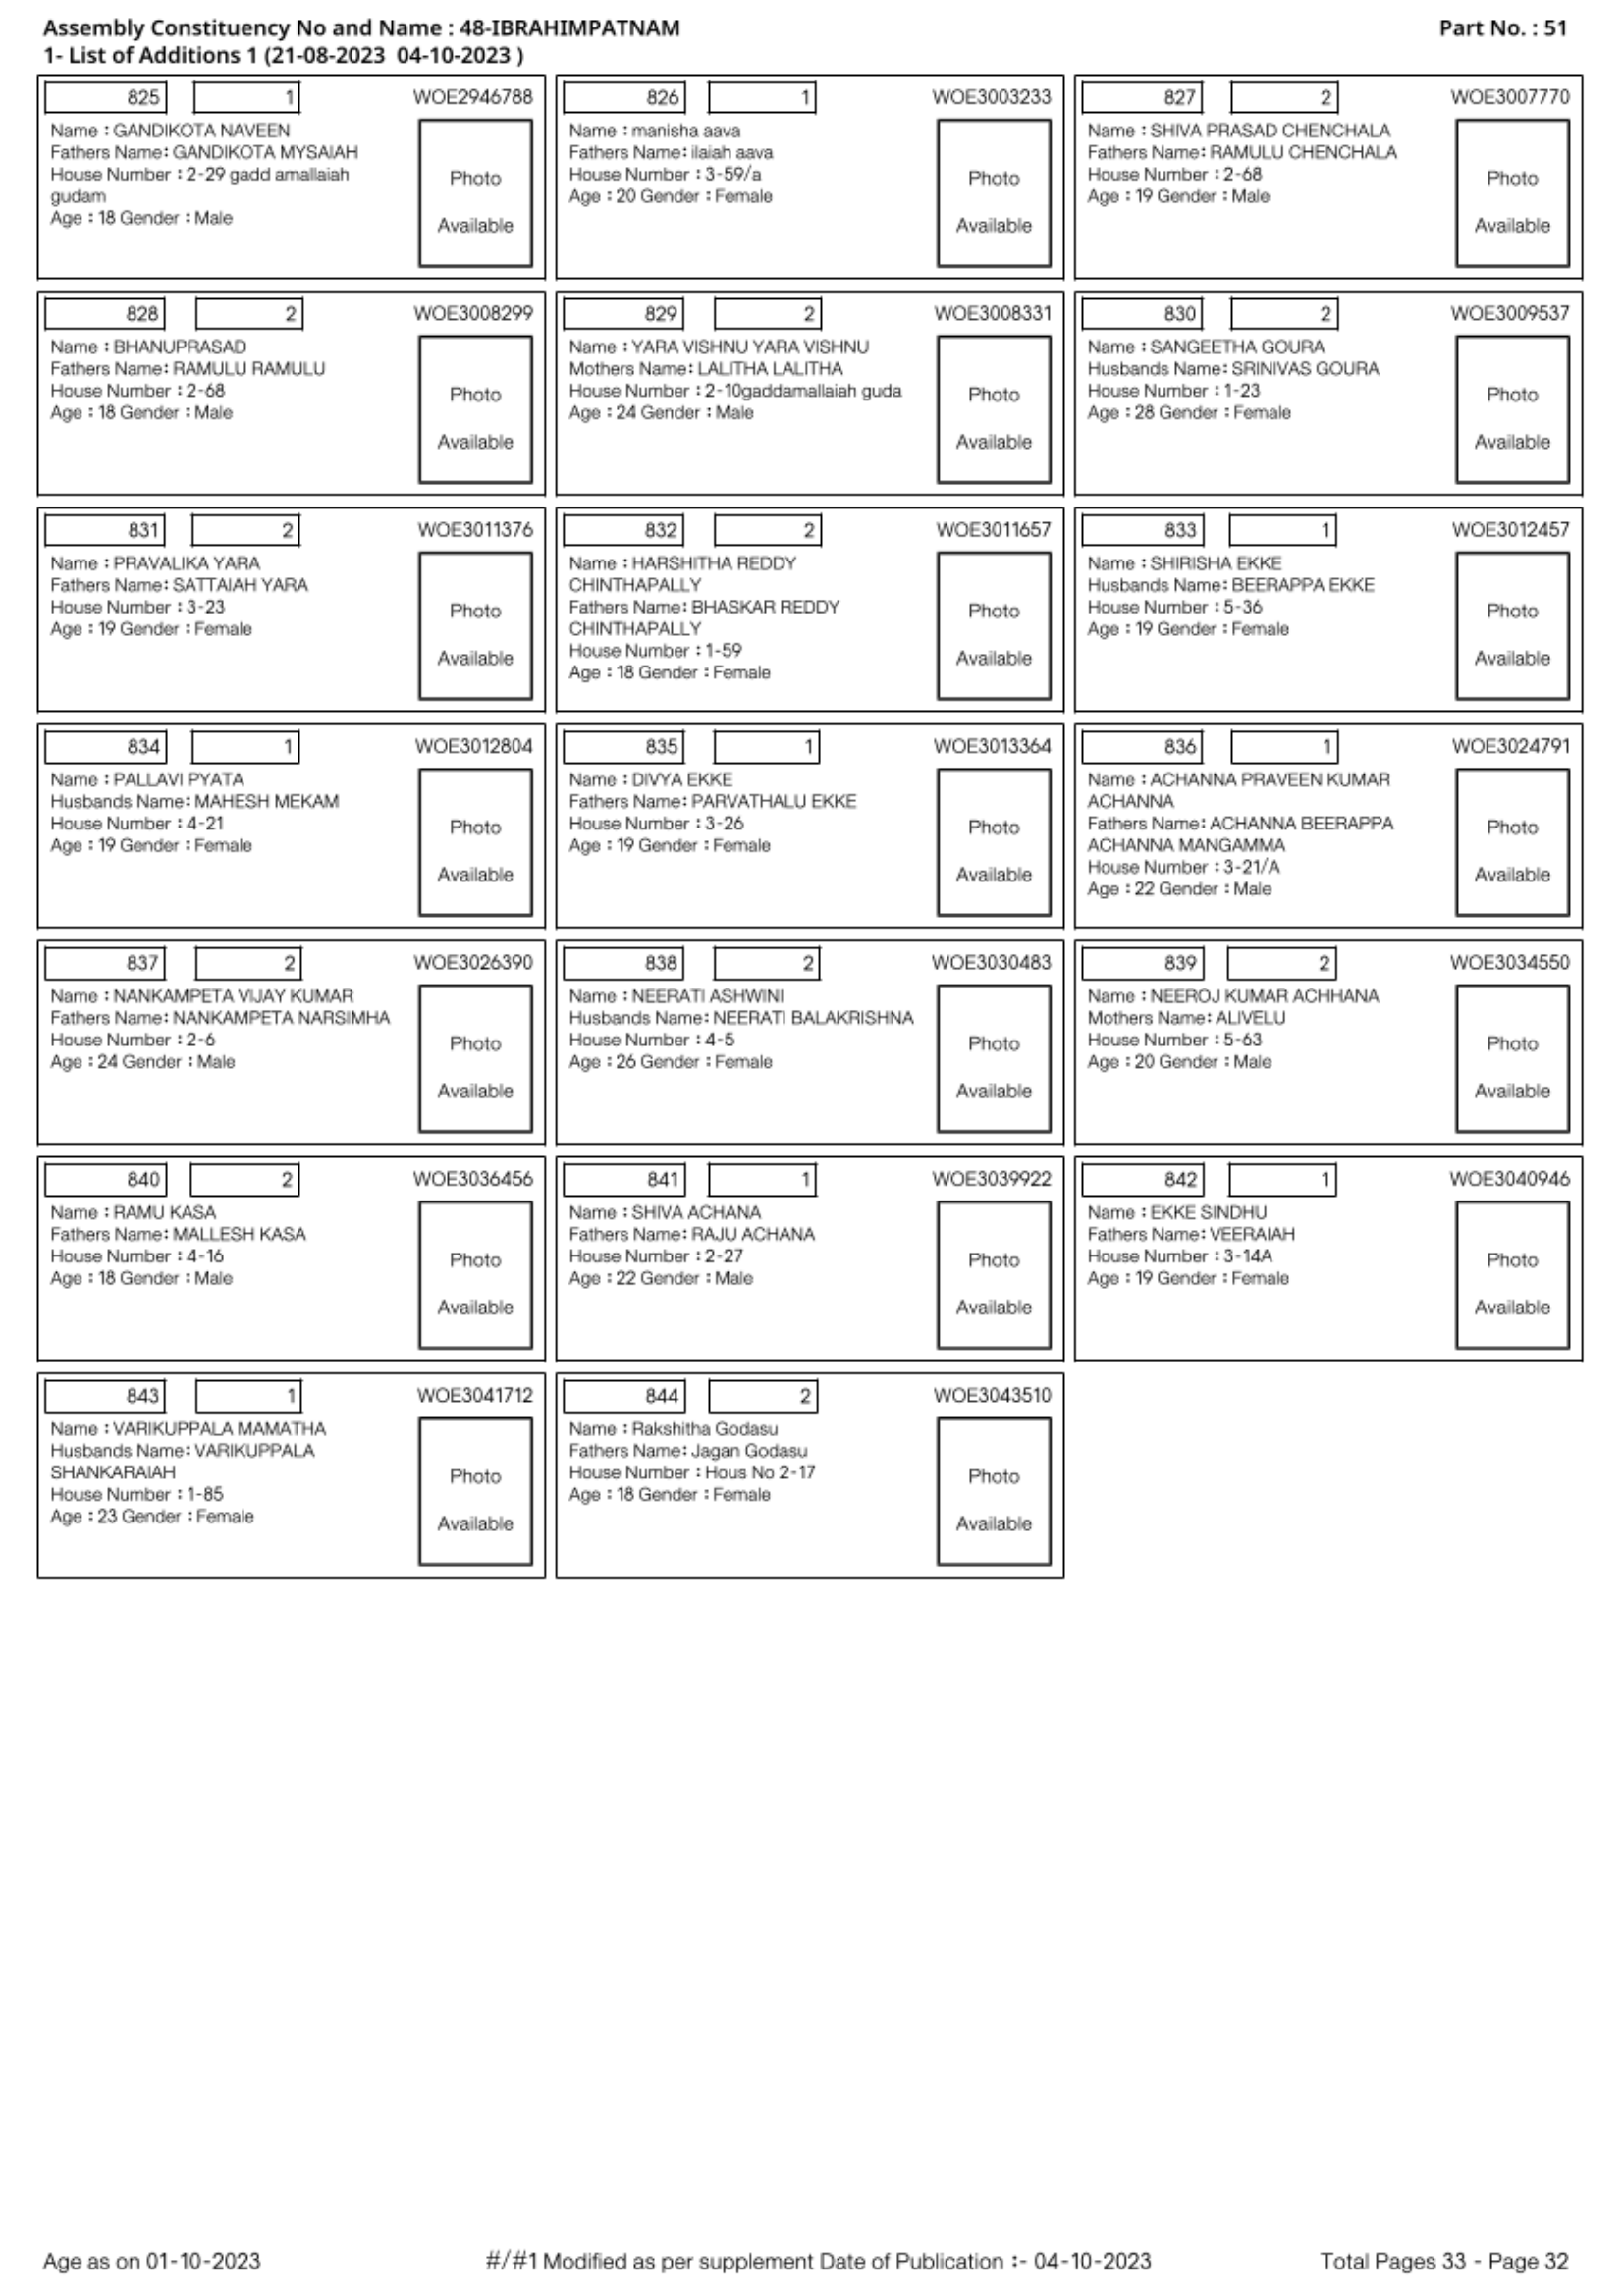 Assembly Constituency No and Name : 48-IBRAHIMPATNAM
Part No. : 51
1- List of Additions 1 (21-08-2023 04-10-2023 )
825 1 WOE2946788
Name : GANDIKOTA NAVEEN
Fathers Name: GANDIKOTA MYSAIAH
House Number : 2-29 gadd amallaiah
gudam
Age : 18 Gender : Male
Photo
Available
826 1 WOE3003233
Name : manisha aava
Fathers Name: ilaiah aava
House Number : 3-59/a
Age : 20 Gender : Female
Photo
Available
827 2 WOE3007770
Name : SHIVA PRASAD CHENCHALA
Fathers Name: RAMULU CHENCHALA
House Number : 2-68
Age : 19 Gender : Male
Photo
Available
828 2 WOE3008299
Name : BHANUPRASAD
Fathers Name: RAMULU RAMULU
House Number : 2-68
Age : 18 Gender : Male
Photo
Available
829 2 WOE3008331
Name : YARA VISHNU YARA VISHNU
Mothers Name: LALITHA LALITHA
House Number : 2-10gaddamallaiah guda
Age : 24 Gender : Male
Photo
Available
830 2 WOE3009537
Name : SANGEETHA GOURA
Husbands Name: SRINIVAS GOURA
House Number : 1-23
Age : 28 Gender : Female
Photo
Available
831 2 WOE3011376
Name : PRAVALIKA YARA
Fathers Name: SATTAIAH YARA
House Number : 3-23
Age : 19 Gender : Female
Photo
Available
832 2 WOE3011657
Name : HARSHITHA REDDY
CHINTHAPALLY
Fathers Name: BHASKAR REDDY
CHINTHAPALLY
House Number : 1-59
Age : 18 Gender : Female
Photo
Available
833 1 WOE3012457
Name : SHIRISHA EKKE
Husbands Name: BEERAPPA EKKE
House Number : 5-36
Age : 19 Gender : Female
Photo
Available
834 1 WOE3012804
Name : PALLAVI PYATA
Husbands Name: MAHESH MEKAM
House Number : 4-21
Age : 19 Gender : Female
Photo
Available
835 1 WOE3013364
Name : DIVYA EKKE
Fathers Name: PARVATHALU EKKE
House Number : 3-26
Age : 19 Gender : Female
Photo
Available
836 1 WOE3024791
Name : ACHANNA PRAVEEN KUMAR
ACHANNA
Fathers Name: ACHANNA BEERAPPA
ACHANNA MANGAMMA
House Number : 3-21/A
Age : 22 Gender : Male
Photo
Available
837 2 WOE3026390
Name : NANKAMPETA VIJAY KUMAR
Fathers Name: NANKAMPETA NARSIMHA
House Number : 2-6
Age : 24 Gender : Male
Photo
Available
838 2 WOE3030483
Name : NEERATI ASHWINI
Husbands Name: NEERATI BALAKRISHNA
House Number : 4-5
Age : 26 Gender : Female
Photo
Available
839 2 WOE3034550
Name : NEEROJ KUMAR ACHHANA
Mothers Name: ALIVELU
House Number : 5-63
Age : 20 Gender : Male
Photo
Available
840 2 WOE3036456
Name : RAMU KASA
Fathers Name: MALLESH KASA
House Number : 4-16
Age : 18 Gender : Male
Photo
Available
841 1 WOE3039922
Name : SHIVA ACHANA
Fathers Name: RAJU ACHANA
House Number : 2-27
Age : 22 Gender : Male
Photo
Available
842 1 WOE3040946
Name : EKKE SINDHU
Fathers Name: VEERAIAH
House Number : 3-14A
Age : 19 Gender : Female
Photo
Available
843 1 WOE3041712
Name : VARIKUPPALA MAMATHA
Husbands Name: VARIKUPPALA
SHANKARAIAH
House Number : 1-85
Age : 23 Gender : Female
Photo
Available
844 2 WOE3043510
Name : Rakshitha Godasu
Fathers Name: Jagan Godasu
House Number : Hous No 2-17
Age : 18 Gender : Female
Photo
Available
Age as on 01-10-2023
#/#1 Modified as per supplement Date of Publication :- 04-10-2023
Total Pages 33 - Page 32